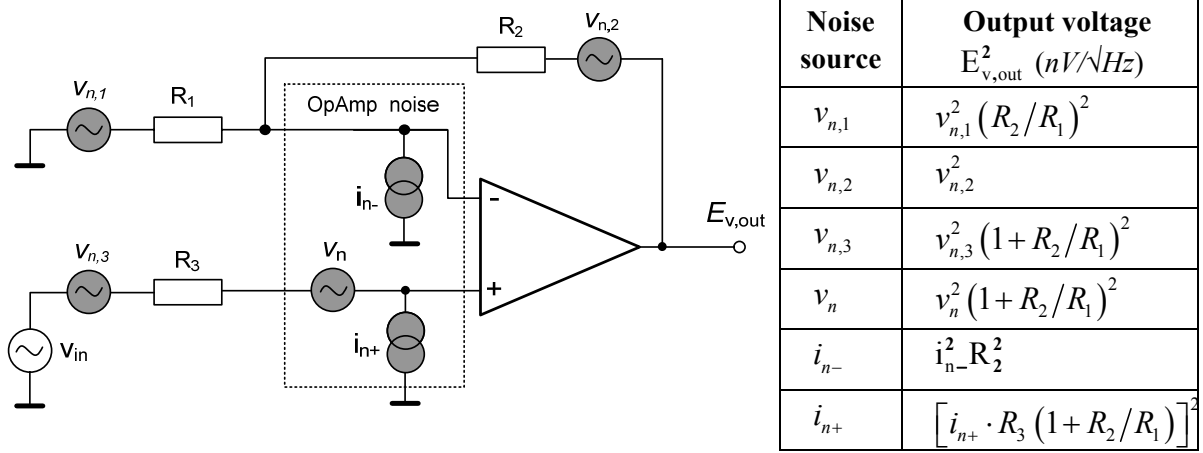 v_{n,1}
R_1
R_2
v_{n,2}
OpAmp noise
i_{n-}
-
v_{n,3}
R_3
v_n
+
i_{n+}
v_{in}
E_{v,out}
Noise source | Output voltage E^2_{v,out} (nV/√Hz)
v_{n,1} | v^2_{n,1} (R_2/R_1)^2
v_{n,2} | v^2_{n,2}
v_{n,3} | v^2_{n,3} (1 + R_2/R_1)^2
v_n | v^2_n (1 + R_2/R_1)^2
i_{n-} | i^2_{n-} R^2_2
i_{n+} | [i_{n+} · R_3 (1 + R_2/R_1)]^2